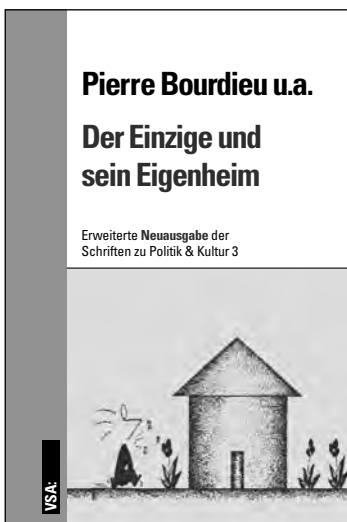 Pierre Bourdieu u.a.
Der Einzige und
sein Eigenheim
Erweiterte Neuausgabe der
Schriften zu Politik & Kultur 3
VSA: